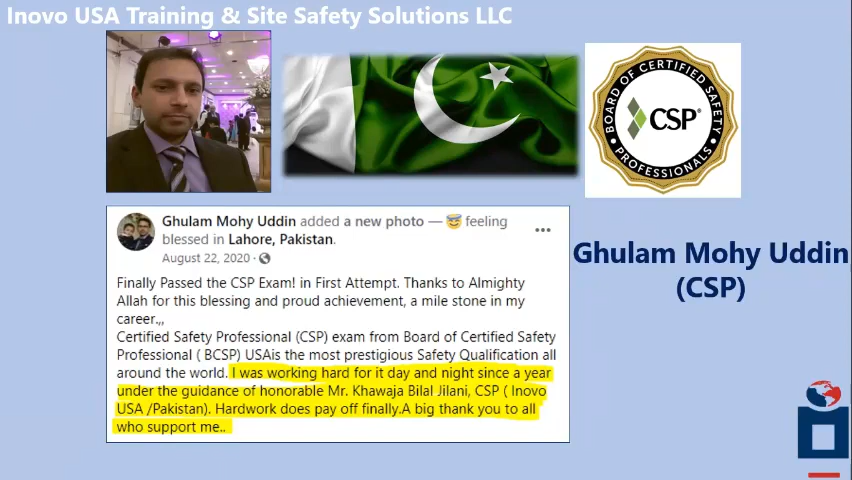 Inovo USA Training & Site Safety Solutions LLC
BOARD OF CERTIFIED SAFETY
CSP®
PROFESSIONALS
Ghulam Mohy Uddin added a new photo — 😇 feeling
blessed in Lahore, Pakistan.
August 22, 2020 ·
Finally Passed the CSP Exam! in First Attempt. Thanks to Almighty
Allah for this blessing and proud achievement, a mile stone in my
career.,,
Certified Safety Professional (CSP) exam from Board of Certified Safety
Professional ( BCSP) USAis the most prestigious Safety Qualification all
around the world. I was working hard for it day and night since a year
under the guidance of honorable Mr. Khawaja Bilal Jilani, CSP ( Inovo
USA /Pakistan). Hardwork does pay off finally.A big thank you to all
who support me..
Ghulam Mohy Uddin
(CSP)